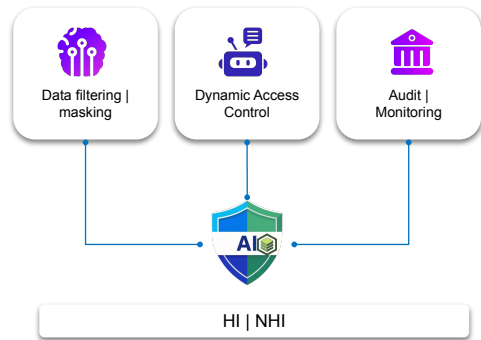 Data filtering |
masking
Dynamic Access
Control
Audit |
Monitoring
AI
HI | NHI